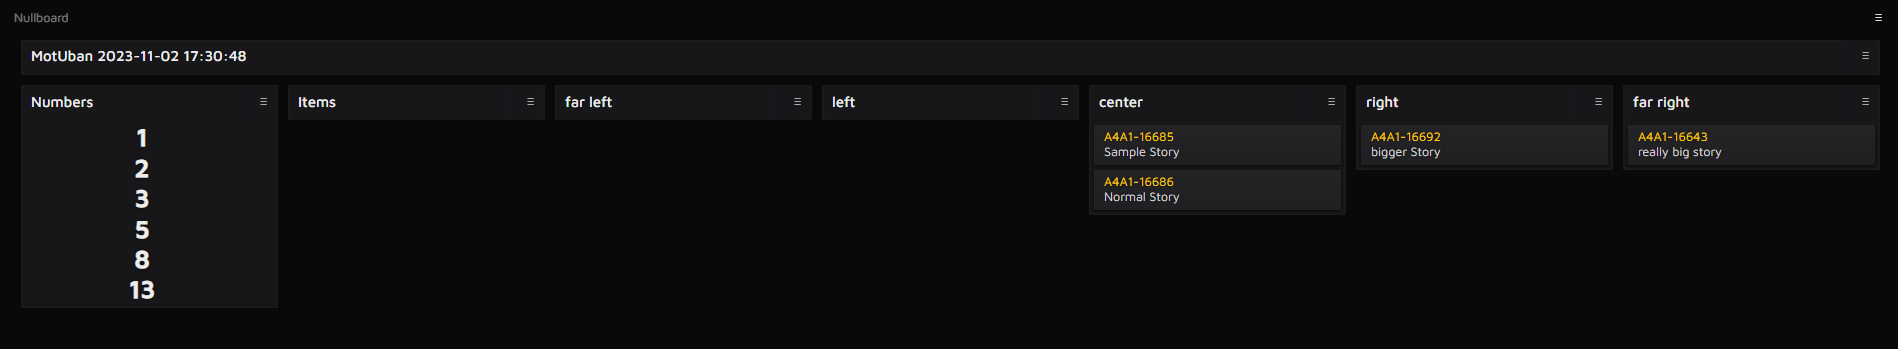 Nullboard
MotUban 2023-11-02 17:30:48
Numbers
1
2
3
5
8
13
Items
far left
left
center
A4A1-16685
Sample Story
A4A1-16686
Normal Story
right
A4A1-16692
bigger Story
far right
A4A1-16643
really big story